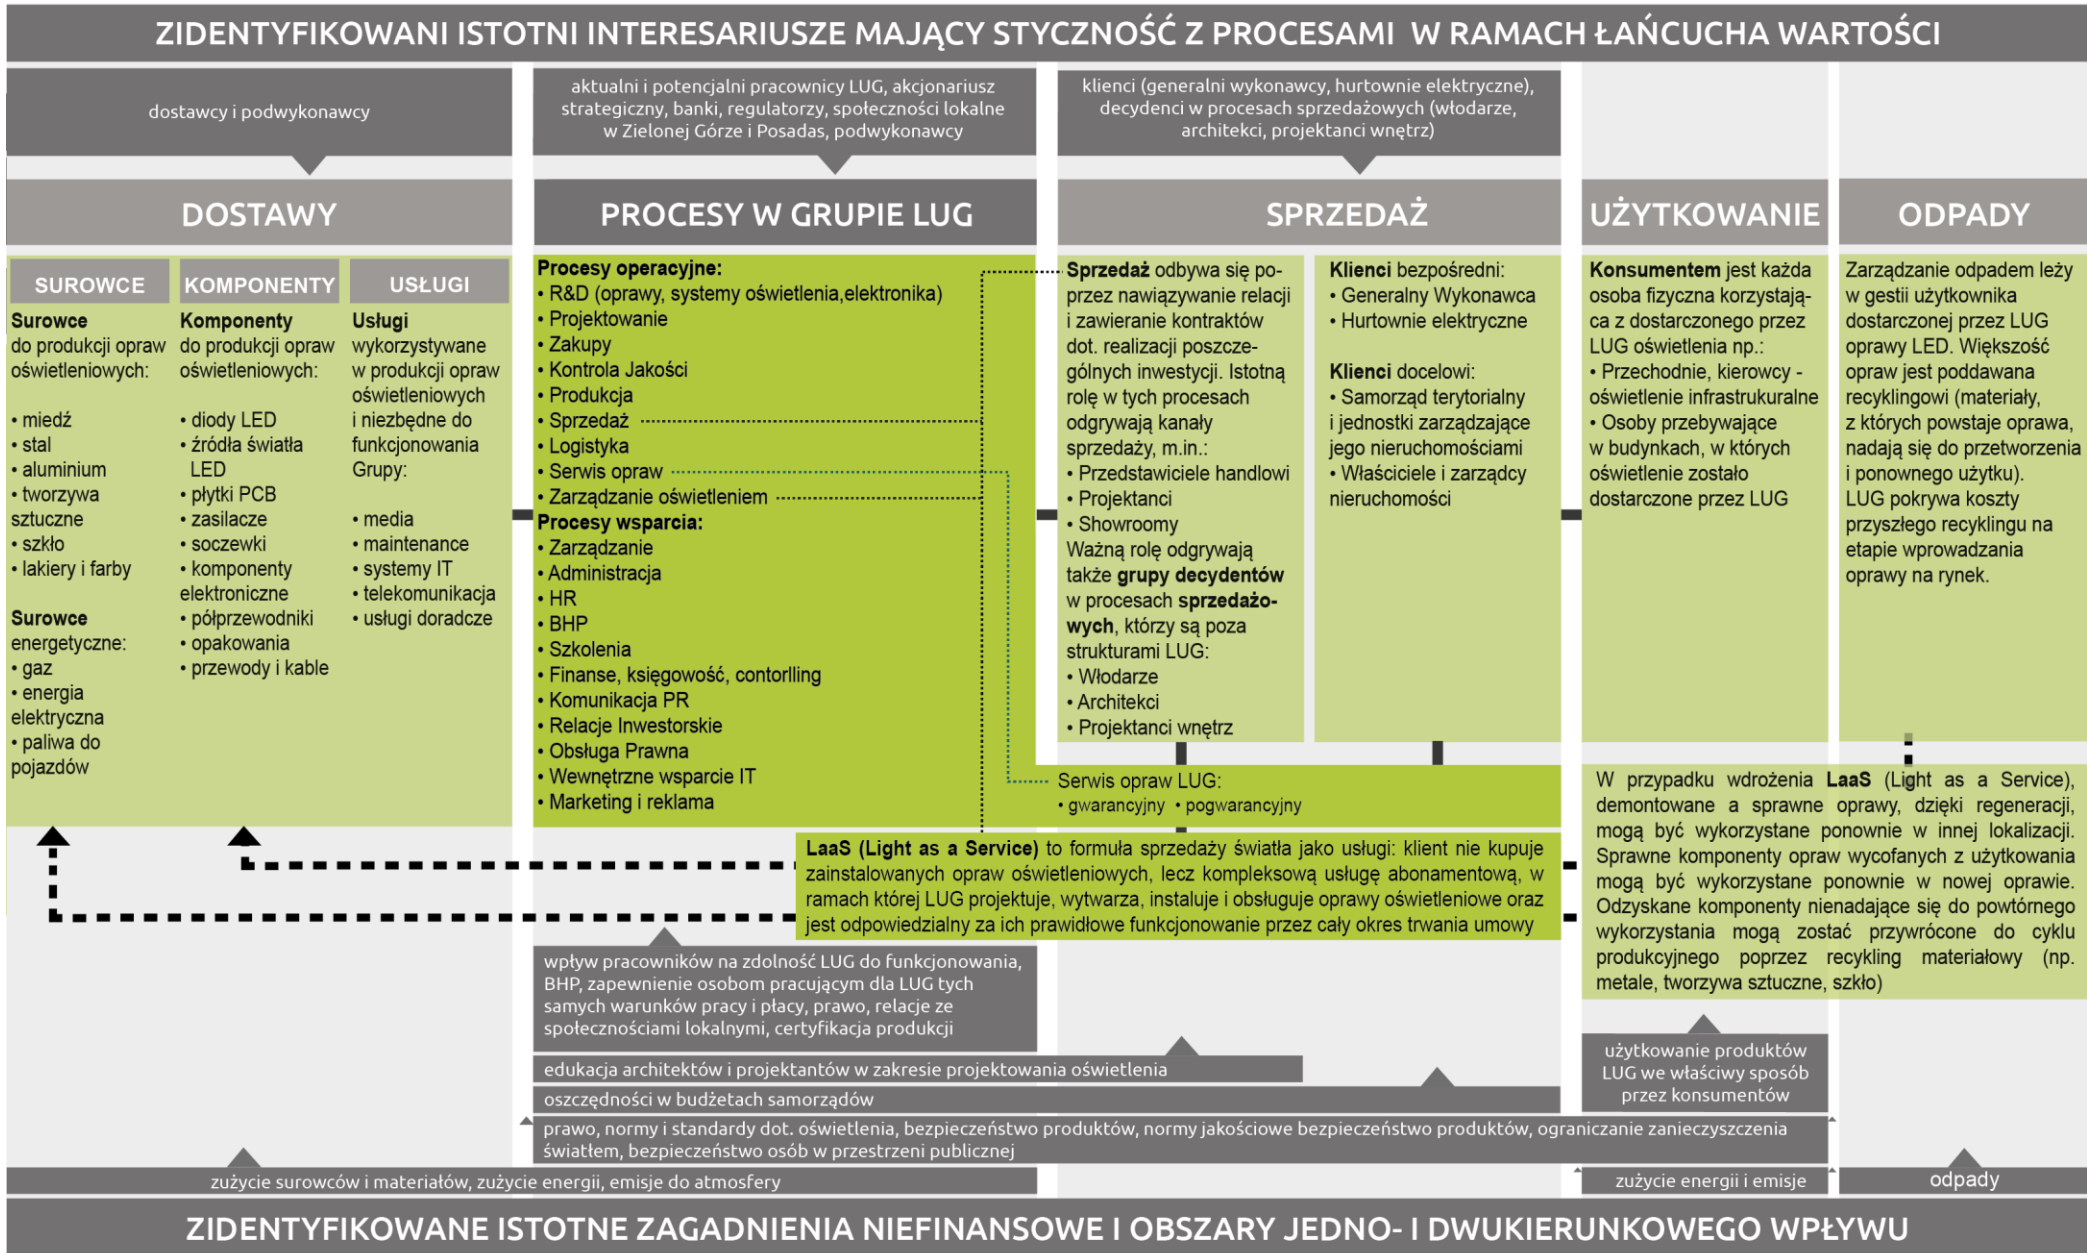 ZIDENTYFIKOWANI ISTOTNI INTERESARIUSZE MAJĄCY STYCZNOŚĆ Z PROCESAMI W RAMACH ŁAŃCUCHA WARTOŚCI
dostawcy i podwykonawcy
aktualni i potencjalni pracownicy LUG, akcjonariusz
strategiczny, banki, regulatorzy, społeczności lokalne
w Zielonej Górze i Posadas, podwykonawcy
klienci (generalni wykonawcy, hurtownie elektryczne),
decydenci w procesach sprzedażowych (włodarze,
architekci, projektanci wnętrz)
DOSTAWY
PROCESY W GRUPIE LUG
SPRZEDAŻ
UŻYTKOWANIE
ODPADY
SUROWCE
Surowce
do produkcji opraw
oświetleniowych:
• miedź
• stal
• aluminium
• tworzywa
sztuczne
• szkło
• lakiery i farby
Surowce
energetyczne:
• gaz
• energia
elektryczna
• paliwa do
pojazdów
KOMPONENTY
Komponenty
do produkcji opraw
oświetleniowych:
• diody LED
• źródła światła
LED
• płytki PCB
• zasilacze
• soczewki
• komponenty
elektroniczne
• półprzewodniki
• opakowania
• przewody i kable
USŁUGI
Usługi
wykorzystywane
w produkcji opraw
oświetleniowych
i niezbędne do
funkcjonowania
Grupy:
• media
• maintenance
• systemy IT
• telekomunikacja
• usługi doradcze
Procesy operacyjne:
• R&D (oprawy, systemy oświetlenia,elektronika)
• Projektowanie
• Zakupy
• Kontrola Jakości
• Produkcja
• Sprzedaż
• Logistyka
• Serwis opraw
• Zarządzanie oświetleniem
Procesy wsparcia:
• Zarządzanie
• Administracja
• HR
• BHP
• Szkolenia
• Finanse, księgowość, contorlling
• Komunikacja PR
• Relacje Inwestorskie
• Obsługa Prawna
• Wewnętrzne wsparcie IT
• Marketing i reklama
Sprzedaż odbywa się po-
przez nawiązywanie relacji
i zawieranie kontraktów
dot. realizacji poszcze-
gólnych inwestycji. Istotną
rolę w tych procesach
odgrywają kanały
sprzedaży, m.in.:
• Przedstawiciele handlowi
• Projektanci
• Showroomy
Ważną rolę odgrywają
także grupy decydentów
w procesach sprzedażo-
wych, którzy są poza
strukturami LUG:
• Włodarze
• Architekci
• Projektanci wnętrz
Klienci bezpośredni:
• Generalny Wykonawca
• Hurtownie elektryczne
Klienci docelowi:
• Samorząd terytorialny
i jednostki zarządzające
jego nieruchomościami
• Właściciele i zarządcy
nieruchomości
Konsumentem jest każda
osoba fizyczna korzystają-
ca z dostarczonego przez
LUG oświetlenia np.:
• Przechodnie, kierowcy -
oświetlenie infrastrukuralne
• Osoby przebywające
w budynkach, w których
oświetlenie zostało
dostarczone przez LUG
Zarządzanie odpadem leży
w gestii użytkownika
dostarczonej przez LUG
oprawy LED. Większość
opraw jest poddawana
recyklingowi (materiały,
z których powstaje oprawa,
nadają się do przetworzenia
i ponownego użytku).
LUG pokrywa koszty
przyszłego recyklingu na
etapie wprowadzania
oprawy na rynek.
Serwis opraw LUG:
• gwarancyjny • pogwarancyjny
LaaS (Light as a Service) to formuła sprzedaży światła jako usługi: klient nie kupuje
zainstalowanych opraw oświetleniowych, lecz kompleksową usługę abonamentową, w
ramach której LUG projektuje, wytwarza, instaluje i obsługuje oprawy oświetleniowe oraz
jest odpowiedzialny za ich prawidłowe funkcjonowanie przez cały okres trwania umowy
W przypadku wdrożenia LaaS (Light as a Service),
demontowane a sprawne oprawy, dzięki regeneracji,
mogą być wykorzystane ponownie w innej lokalizacji.
Sprawne komponenty opraw wycofanych z użytkowania
mogą być wykorzystane ponownie w nowej oprawie.
Odzyskane komponenty nienadające się do powtórnego
wykorzystania mogą zostać przywrócone do cyklu
produkcyjnego poprzez recykling materiałowy (np.
metale, tworzywa sztuczne, szkło)
wpływ pracowników na zdolność LUG do funkcjonowania,
BHP, zapewnienie osobom pracującym dla LUG tych
samych warunków pracy i płacy, prawo, relacje ze
społecznościami lokalnymi, certyfikacja produkcji
edukacja architektów i projektantów w zakresie projektowania oświetlenia
oszczędności w budżetach samorządów
użytkowanie produktów
LUG we właściwy sposób
przez konsumentów
prawo, normy i standardy dot. oświetlenia, bezpieczeństwo produktów, normy jakościowe bezpieczeństwo produktów, ograniczanie zanieczyszczenia
światłem, bezpieczeństwo osób w przestrzeni publicznej
zużycie surowców i materiałów, zużycie energii, emisje do atmosfery
zużycie energii i emisje
odpady
ZIDENTYFIKOWANE ISTOTNE ZAGADNIENIA NIEFINANSOWE I OBSZARY JEDNO- I DWUKIERUNKOWEGO WPŁYWU